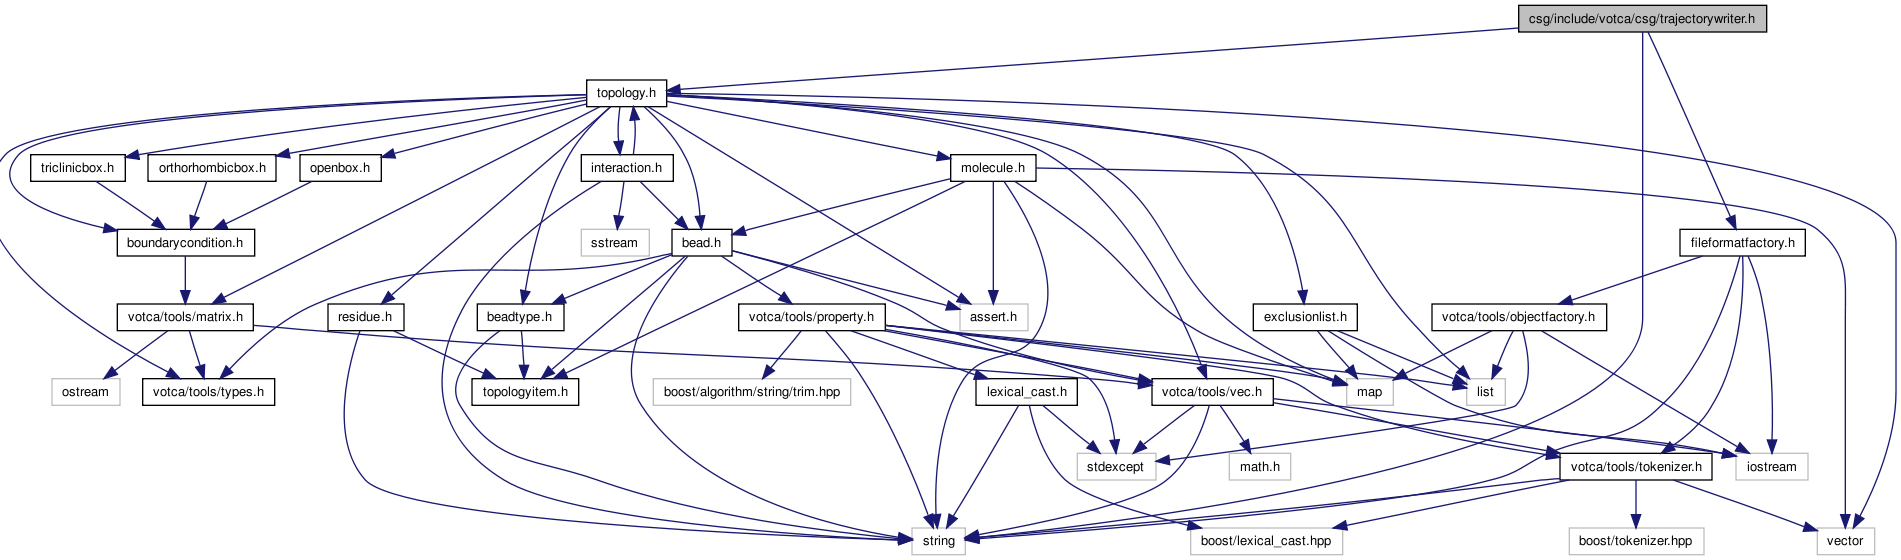 csg/include/votca/csg/trajectorywriter.h
topology.h
triclinicbox.h
orthorhombicbox.h
openbox.h
interaction.h
molecule.h
boundarycondition.h
sstream
bead.h
fileformatfactory.h
votca/tools/matrix.h
residue.h
beadtype.h
votca/tools/property.h
assert.h
exclusionlist.h
votca/tools/objectfactory.h
ostream
votca/tools/types.h
topologyitem.h
boost/algorithm/string/trim.hpp
lexical_cast.h
votca/tools/vec.h
map
list
stdexcept
math.h
votca/tools/tokenizer.h
iostream
string
boost/lexical_cast.hpp
boost/tokenizer.hpp
vector